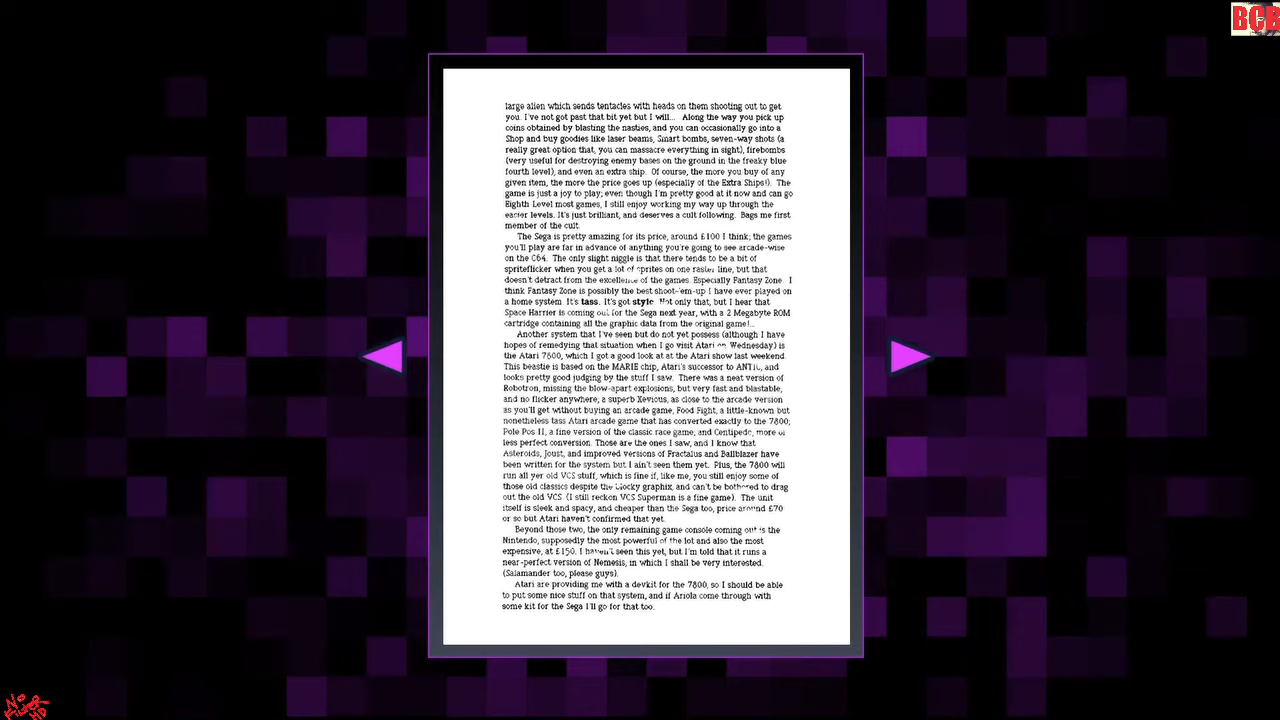 BCB
large alien which sends tentacles with heads on them shooting out to get
you. I've not got past that bit yet but I will... Along the way you pick up
coins obtained by blasting the nasties, and you can occasionally go into a
Shop and buy goodies like laser beams, Smart bombs, seven-way shots (a
really great option that, you can massacre everything in sight), firebombs
(very useful for destroying enemy bases on the ground in the freaky blue
fourth level), and even an extra ship. Of course, the more you buy of any
given item, the more the price goes up (especially of the Extra Ships!). The
game is just a joy to play; even though I'm pretty good at it now and can go
Eighth Level most games, I still enjoy working my way up through the
easier levels. It's just brilliant, and deserves a cult following. Bags me first
member of the cult.
The Sega is pretty amazing for its price, around £100 I think; the games
you'll play are far in advance of anything you're going to see arcade-wise
on the C64. The only slight niggle is that there tends to be a bit of
spriteflicker when you get a lot of sprites on one raster line, but that
doesn't detract from the excellence of the games. Especially Fantasy Zone. I
think Fantasy Zone is possibly the best shoot-'em-up I have ever played on
a home system. It's tass. It's got style. Not only that, but I hear that
Space Harrier is coming out for the Sega next year, with a 2 Megabyte ROM
cartridge containing all the graphic data from the original game!...
Another system that I've seen but do not yet possess (although I have
hopes of remedying that situation when I go visit Atari on Wednesday) is
the Atari 7800, which I got a good look at at the Atari show last weekend.
This beastie is based on the MARIE chip, Atari's successor to ANTIC, and
looks pretty good judging by the stuff I saw. There was a neat version of
Robotron, missing the blow-apart explosions, but very fast and blastable,
and no flicker anywhere; a superb Xevious, as close to the arcade version
as you'll get without buying an arcade game; Food Fight, a little-known but
nonetheless tass Atari arcade game that has converted exactly to the 7800;
Pole Pos II, a fine version of the classic race game; and Centipede, more or
less perfect conversion. Those are the ones I saw, and I know that
Asteroids, Joust, and improved versions of Fractalus and Ballblazer have
been written for the system but I ain't seen them yet. Plus, the 7800 will
run all yer old VCS stuff, which is fine if, like me, you still enjoy some of
those old classics despite the blocky graphix, and can't be bothered to drag
out the old VCS. (I still reckon VCS Superman is a fine game). The unit
itself is sleek and spacy, and cheaper than the Sega too, price around £70
or so but Atari haven't confirmed that yet.
Beyond those two, the only remaining game console coming out is the
Nintendo, supposedly the most powerful of the lot and also the most
expensive, at £150. I haven't seen this yet, but I'm told that it runs a
near-perfect version of Nemesis, in which I shall be very interested.
(Salamander too, please guys).
Atari are providing me with a devkit for the 7800, so I should be able
to put some nice stuff on that system, and if Ariola come through with
some kit for the Sega I'll go for that too.